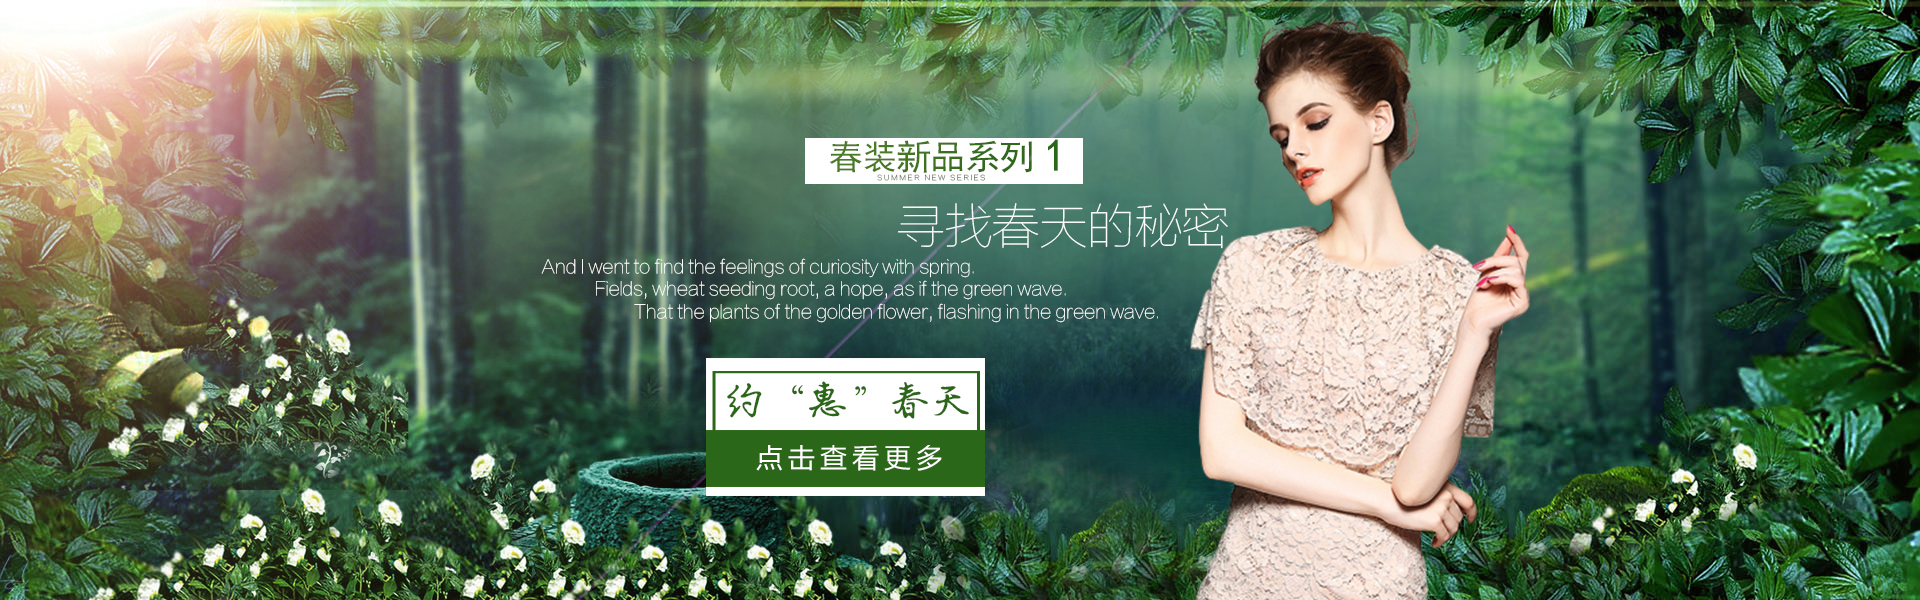 春装新品系列 1
SUMMER NEW SERIES
寻找春天的秘密
And I went to find the feelings of curiosity with spring.
Fields, wheat seeding root, a hope, as if the green wave.
That the plants of the golden flower, flashing in the green wave.
约“惠”春天
点击查看更多